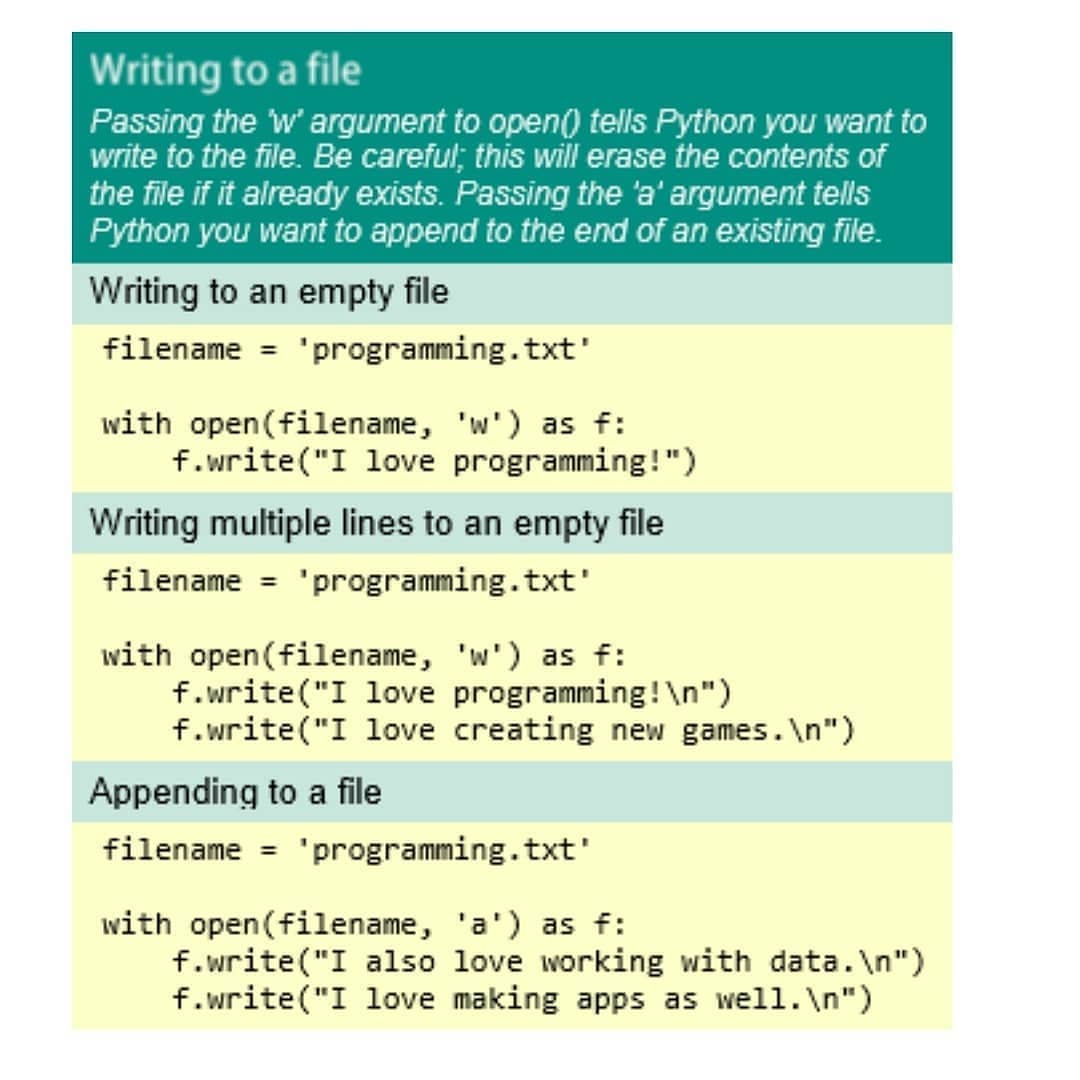 Writing to a file
Passing the 'w' argument to open() tells Python you want to
write to the file. Be careful; this will erase the contents of
the file if it already exists. Passing the 'a' argument tells
Python you want to append to the end of an existing file.
Writing to an empty file
filename = 'programming.txt'

with open(filename, 'w') as f:
    f.write("I love programming!")
Writing multiple lines to an empty file
filename = 'programming.txt'

with open(filename, 'w') as f:
    f.write("I love programming!\n")
    f.write("I love creating new games.\n")
Appending to a file
filename = 'programming.txt'

with open(filename, 'a') as f:
    f.write("I also love working with data.\n")
    f.write("I love making apps as well.\n")